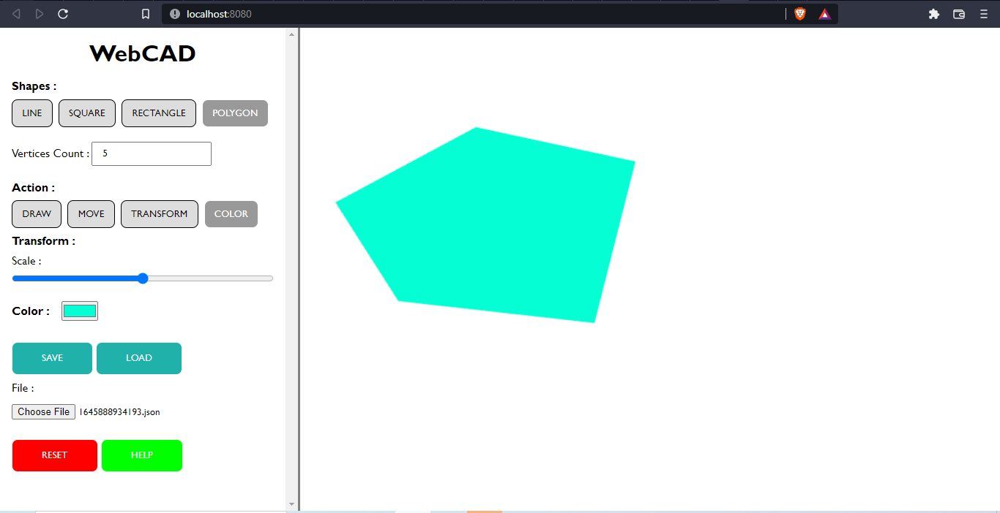 localhost:8080
WebCAD
Shapes :
LINE SQUARE RECTANGLE POLYGON
Vertices Count : 5
Action :
DRAW MOVE TRANSFORM COLOR
Transform :
Scale :
Color :
SAVE LOAD
File :
Choose File 1645888934193.json
RESET HELP